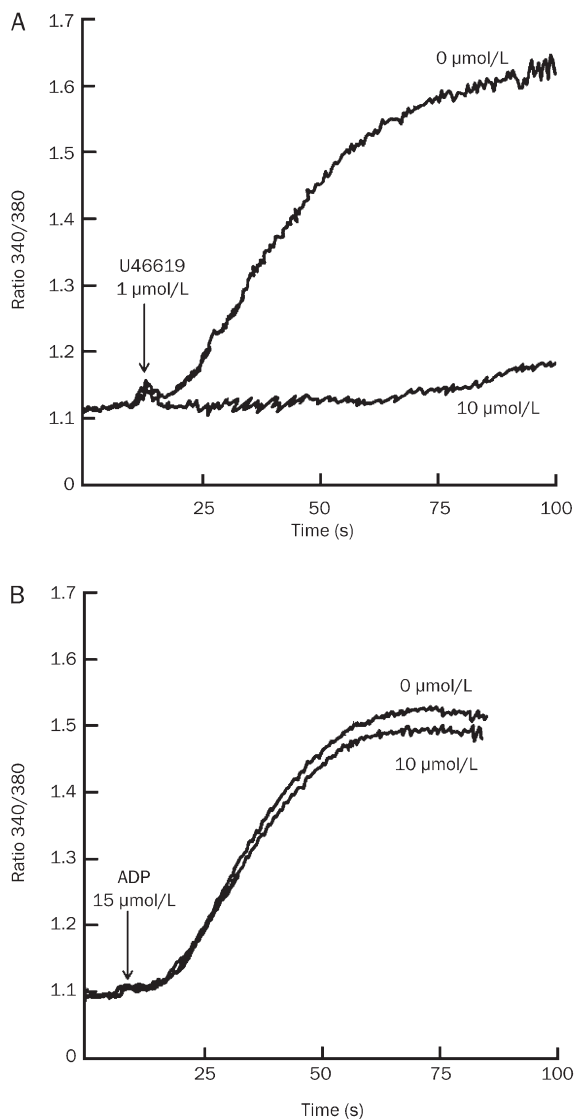 A
Ratio 340/380
1.7
1.6
1.5
1.4
1.3
1.2
1.1
0
0 µmol/L
U46619
1 µmol/L
10 µmol/L
25
50
75
100
Time (s)
B
Ratio 340/380
1.7
1.6
1.5
1.4
1.3
1.2
1.1
0
0 µmol/L
10 µmol/L
ADP
15 µmol/L
25
50
75
100
Time (s)